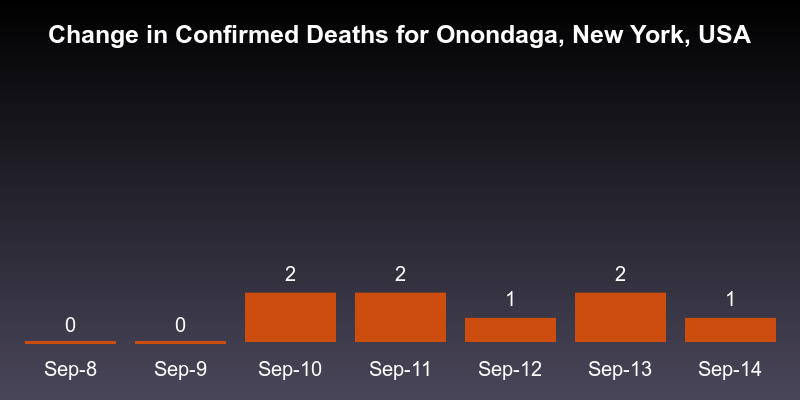 Change in Confirmed Deaths for Onondaga, New York, USA
0 0 2 2 1 2 1
Sep-8 Sep-9 Sep-10 Sep-11 Sep-12 Sep-13 Sep-14